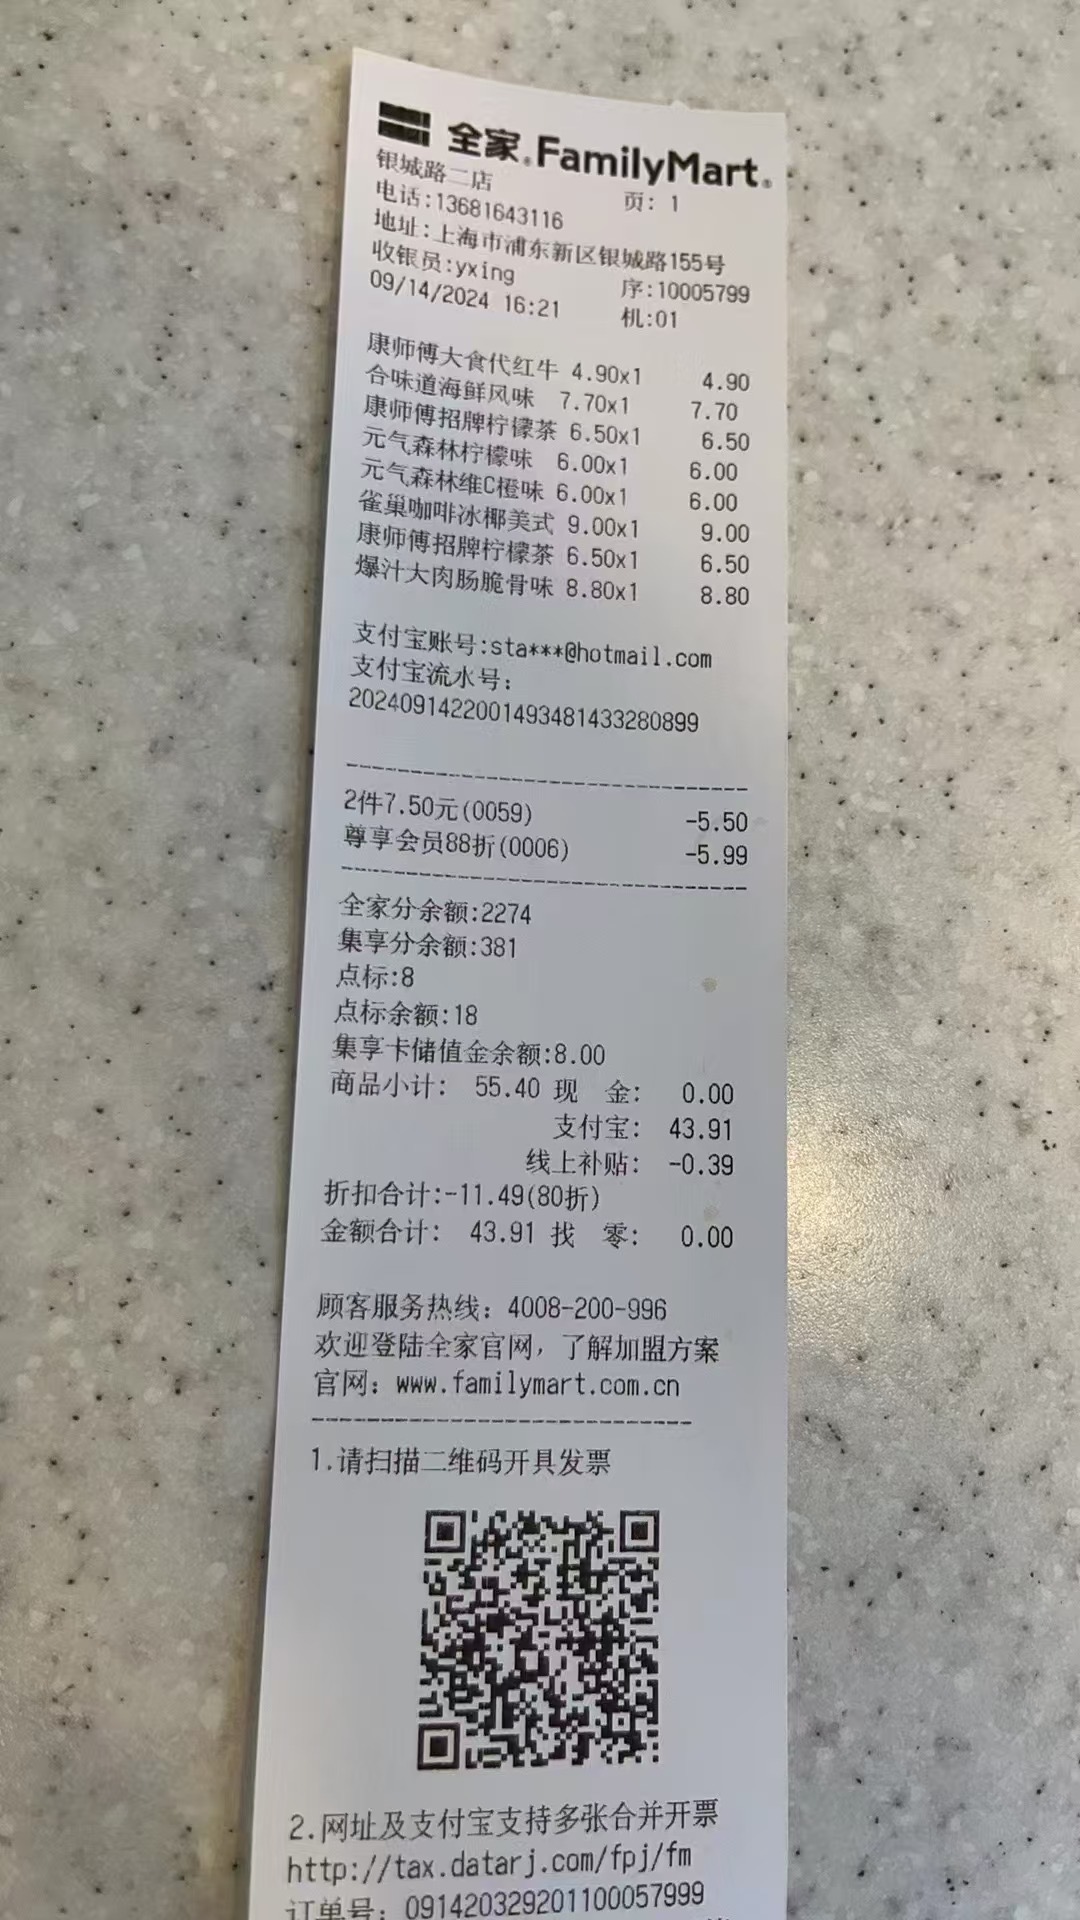 全家®FamilyMart®
银城路二店 页: 1
电话:13681643116
地址:上海市浦东新区银城路155号
收银员:yxing 序:10005799
09/14/2024 16:21 机:01
康师傅大食代红牛 4.90x1 4.90
合味道海鲜风味 7.70x1 7.70
康师傅招牌柠檬茶 6.50x1 6.50
元气森林柠檬味 6.00x1 6.00
元气森林维C橙味 6.00x1 6.00
雀巢咖啡冰椰美式 9.00x1 9.00
康师傅招牌柠檬茶 6.50x1 6.50
爆汁大肉肠脆骨味 8.80x1 8.80
支付宝账号:sta***@hotmail.com
支付宝流水号:
2024091422001493481433280899
2件7.50元(0059) -5.50
尊享会员88折(0006) -5.99
全家分余额:2274
集享分余额:381
点标:8
点标余额:18
集享卡储值金余额:8.00
商品小计: 55.40 现 金: 0.00
支付宝: 43.91
线上补贴: -0.39
折扣合计:-11.49(80折)
金额合计: 43.91 找 零: 0.00
顾客服务热线: 4008-200-996
欢迎登陆全家官网,了解加盟方案
官网: www.familymart.com.cn
1.请扫描二维码开具发票
2.网址及支付宝支持多张合并开票
http://tax.datarj.com/fpj/fm
订单号: 091420329201100057999